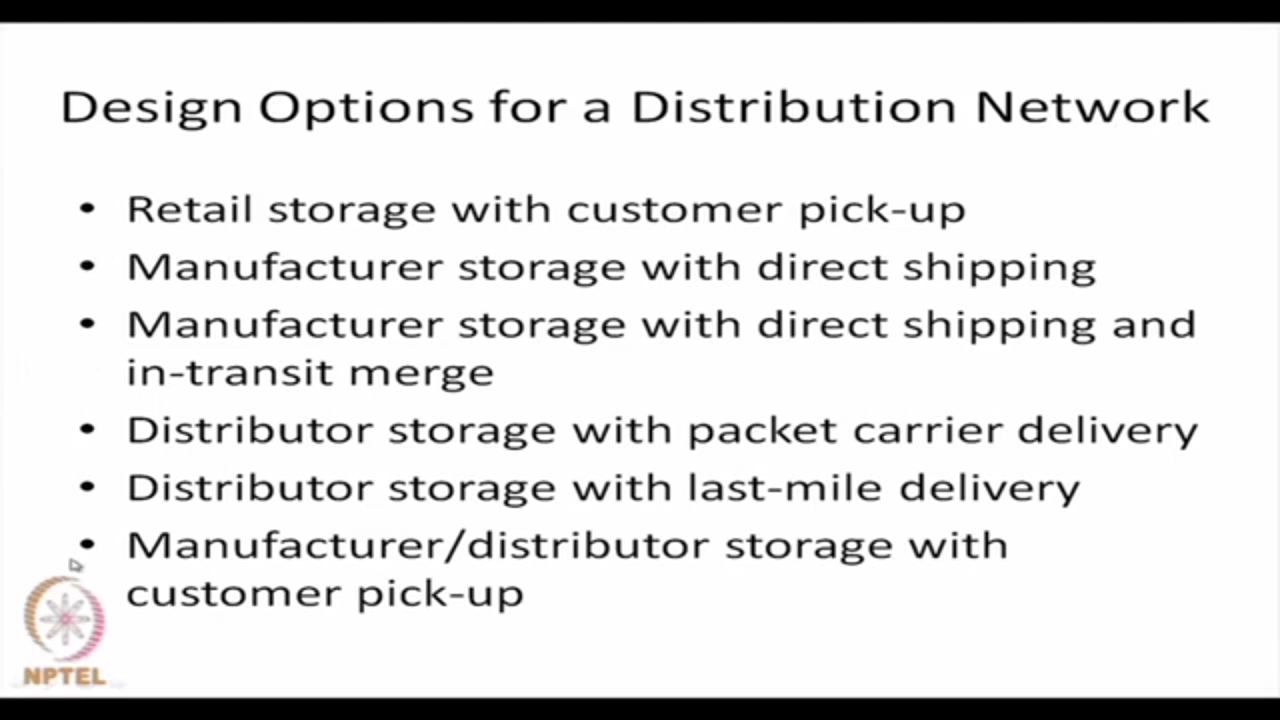 Design Options for a Distribution Network
• Retail storage with customer pick-up
• Manufacturer storage with direct shipping
• Manufacturer storage with direct shipping and
in-transit merge
• Distributor storage with packet carrier delivery
• Distributor storage with last-mile delivery
• Manufacturer/distributor storage with
customer pick-up
NPTEL